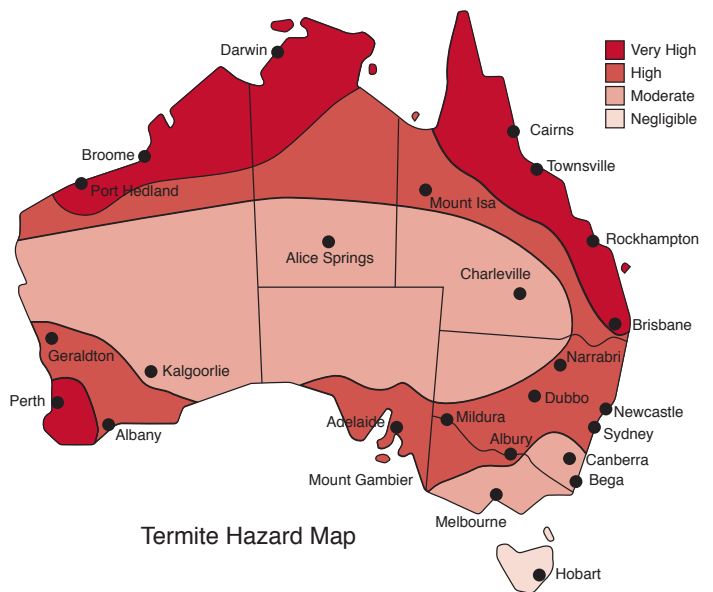 Darwin
Very High
High
Moderate
Negligible
Cairns
Broome
Townsville
Port Hedland
Mount Isa
Rockhampton
Alice Springs
Charleville
Brisbane
Geraldton
Narrabri
Kalgoorlie
Perth
Dubbo
Newcastle
Adelaide
Mildura
Sydney
Albany
Albury
Canberra
Mount Gambier
Bega
Melbourne
Termite Hazard Map
Hobart